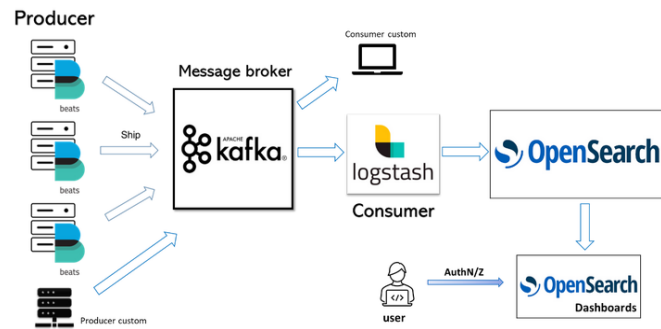 Producer
beats
beats
beats
Producer custom
Ship
Message broker
APACHE
kafka®
Consumer custom
logstash
Consumer
OpenSearch
user
</>
AuthN/Z
OpenSearch
Dashboards